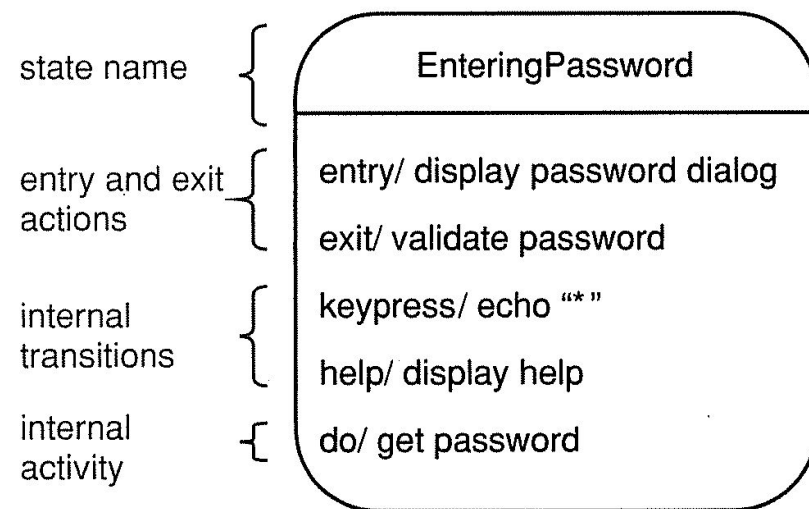 state name
EnteringPassword
entry and exit
actions
entry/ display password dialog
exit/ validate password
internal
transitions
keypress/ echo “*”
help/ display help
internal
activity
do/ get password